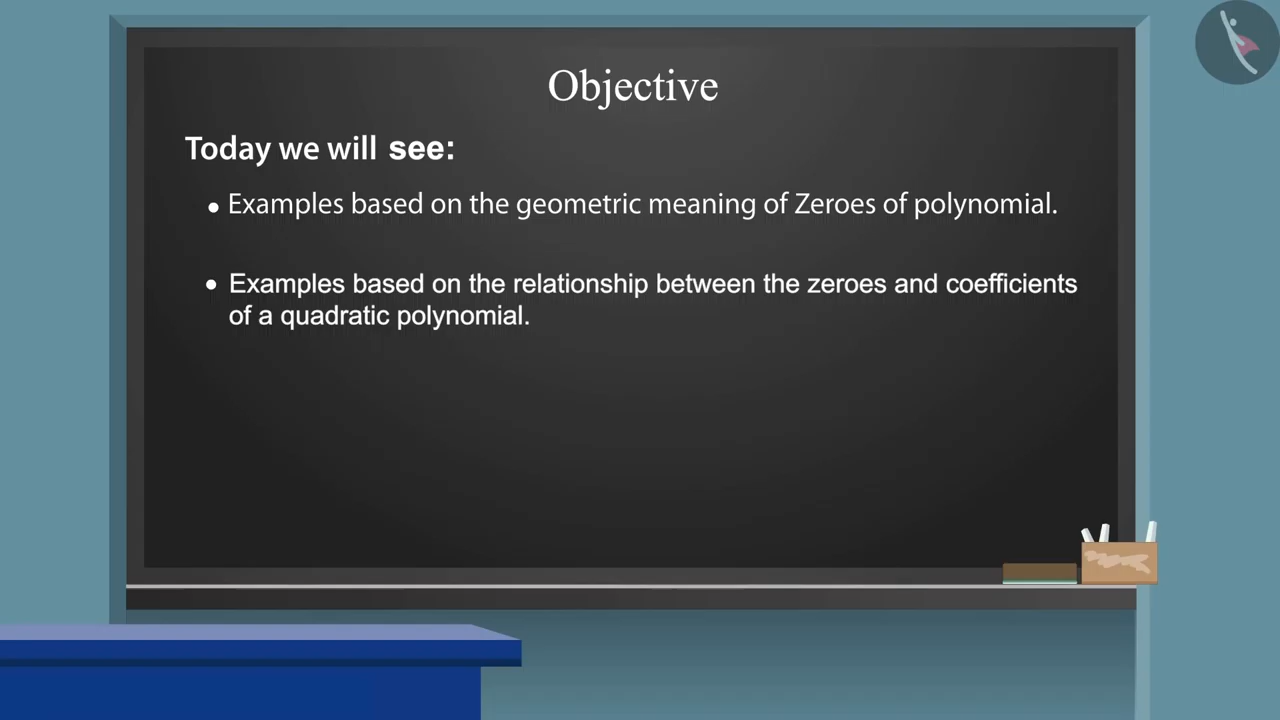 Objective
Today we will see:
• Examples based on the geometric meaning of Zeroes of polynomial.
• Examples based on the relationship between the zeroes and coefficients
of a quadratic polynomial.